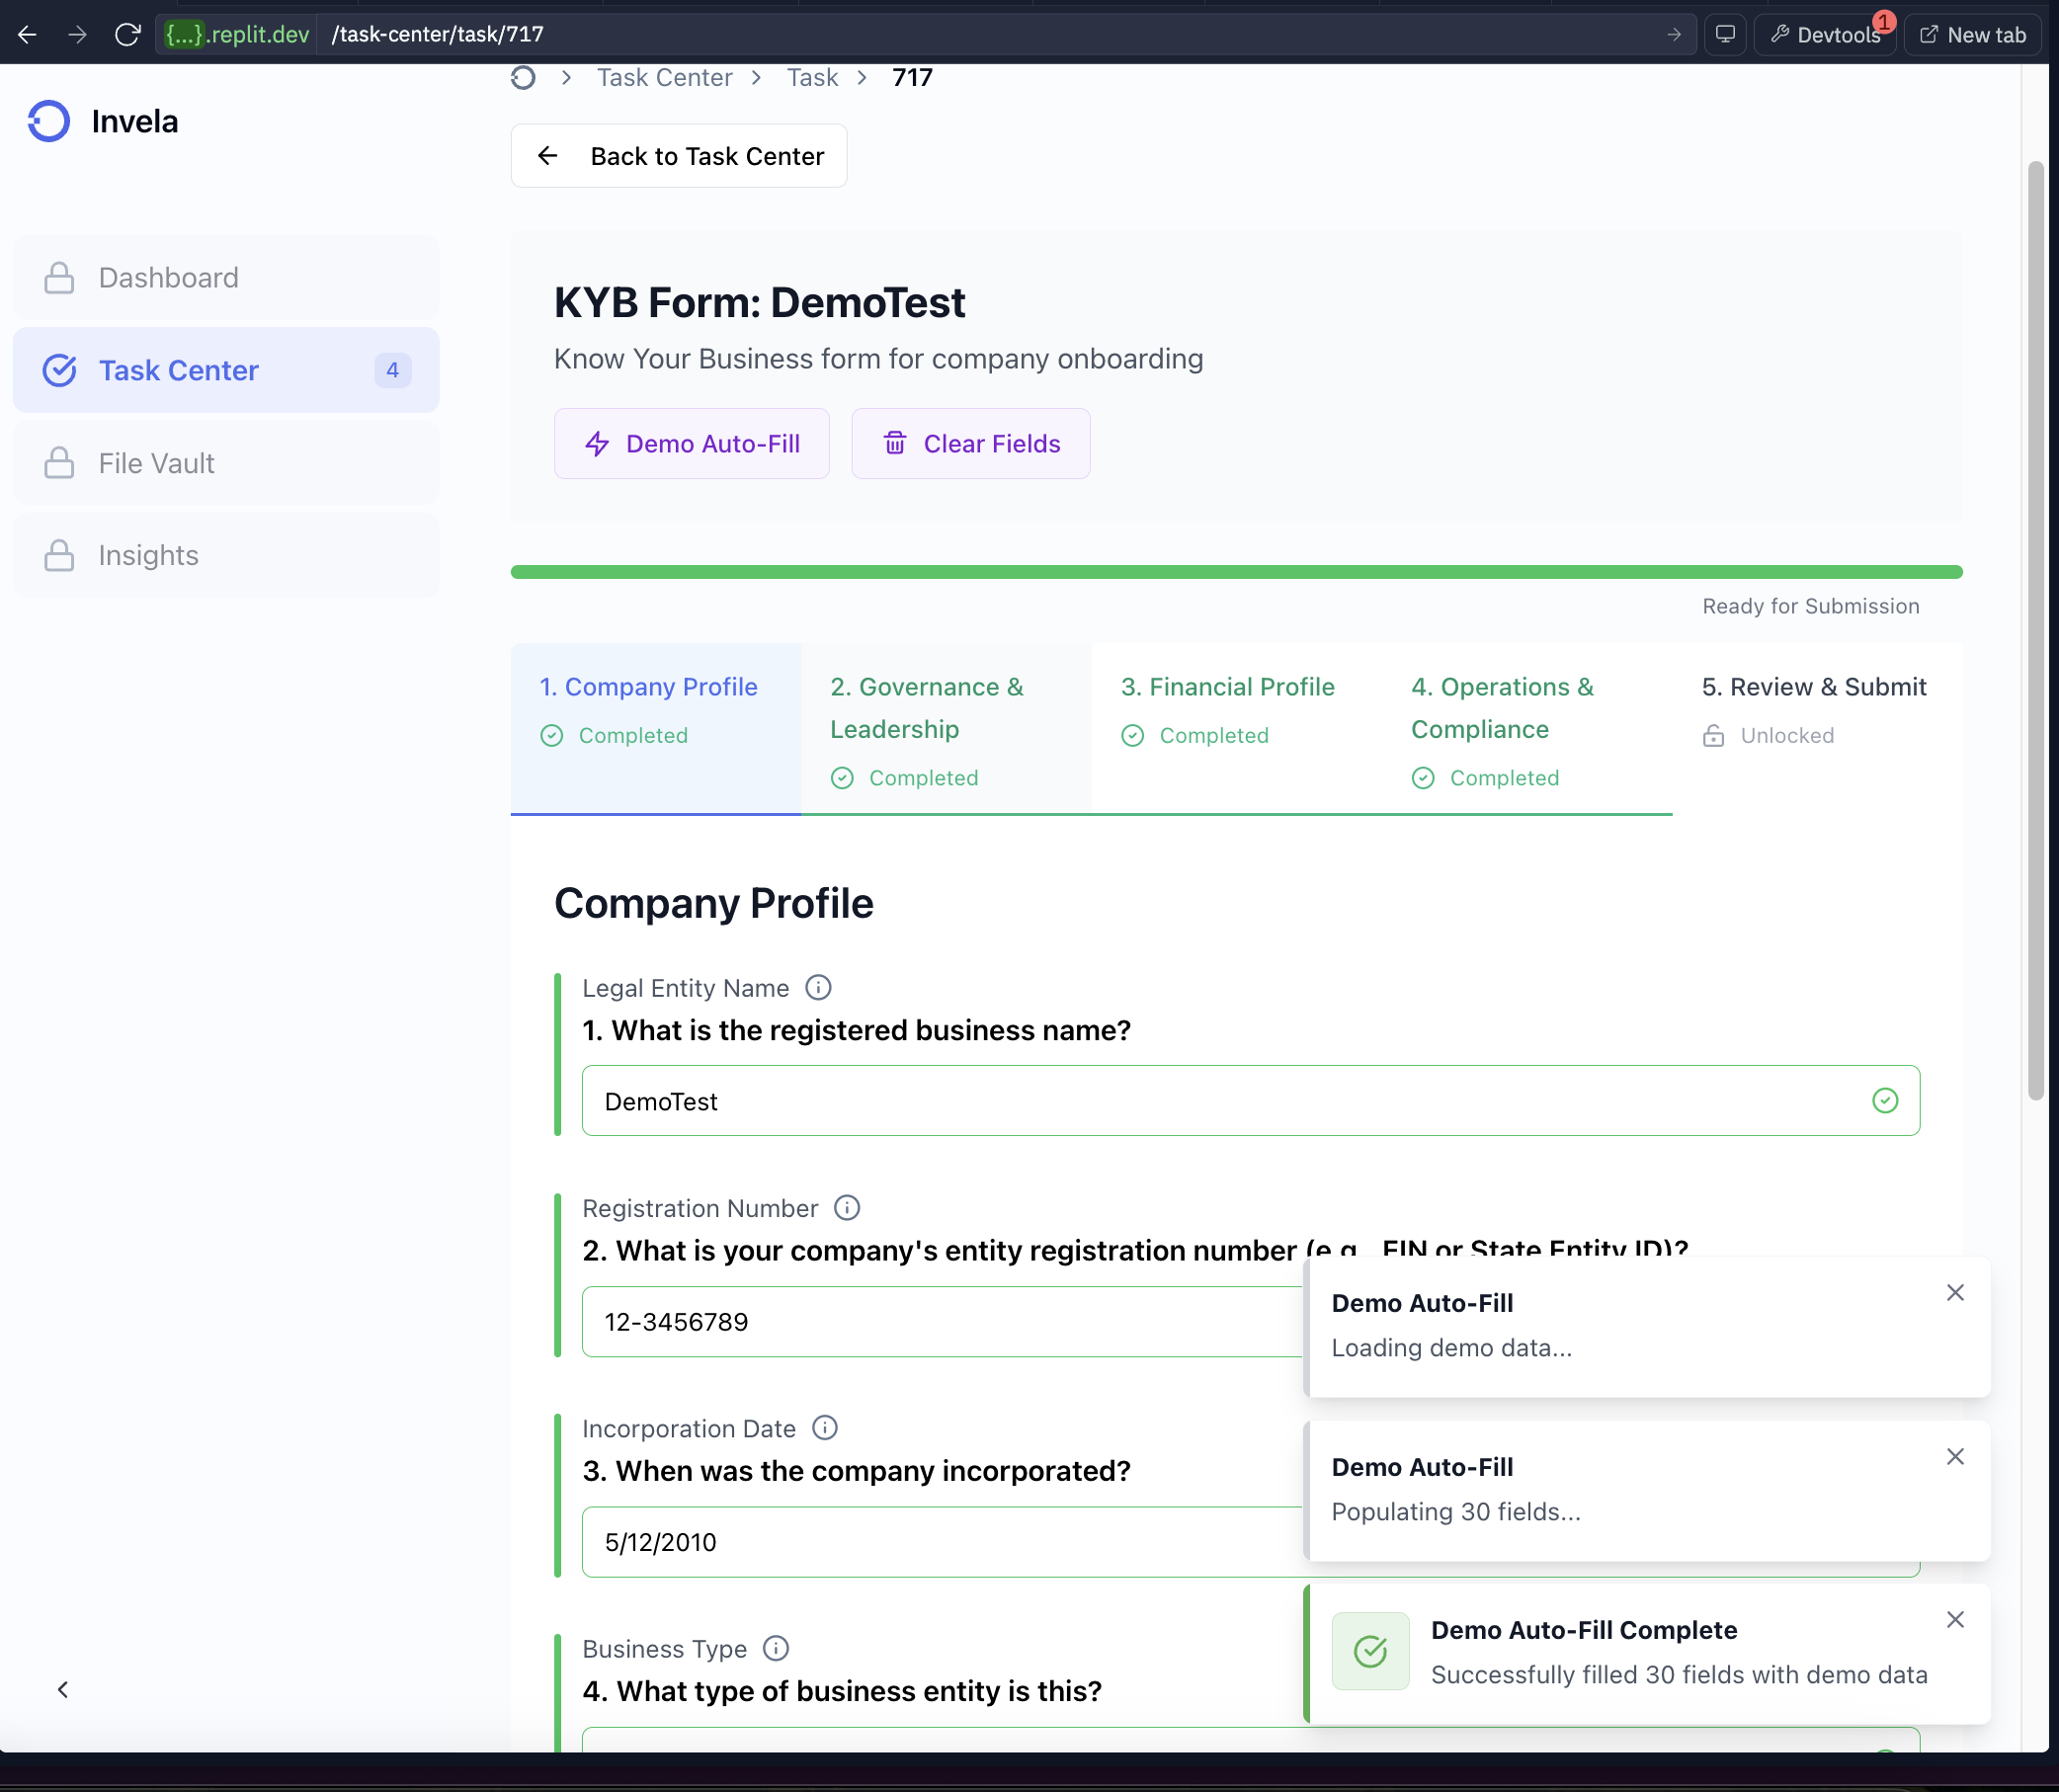 {...}.replit.dev /task-center/task/717
Devtools 1
New tab
Task Center Task 717
Invela
Back to Task Center
Dashboard
Task Center 4
File Vault
Insights
KYB Form: DemoTest
Know Your Business form for company onboarding
Demo Auto-Fill
Clear Fields
Ready for Submission
1. Company Profile
Completed
2. Governance &
Leadership
Completed
3. Financial Profile
Completed
4. Operations &
Compliance
Completed
5. Review & Submit
Unlocked
Company Profile
Legal Entity Name
1. What is the registered business name?
DemoTest
Registration Number
2. What is your company's entity registration number (e.g., EIN or State Entity ID)?
12-3456789
Incorporation Date
3. When was the company incorporated?
5/12/2010
Business Type
4. What type of business entity is this?
Demo Auto-Fill
Loading demo data...
Demo Auto-Fill
Populating 30 fields...
Demo Auto-Fill Complete
Successfully filled 30 fields with demo data